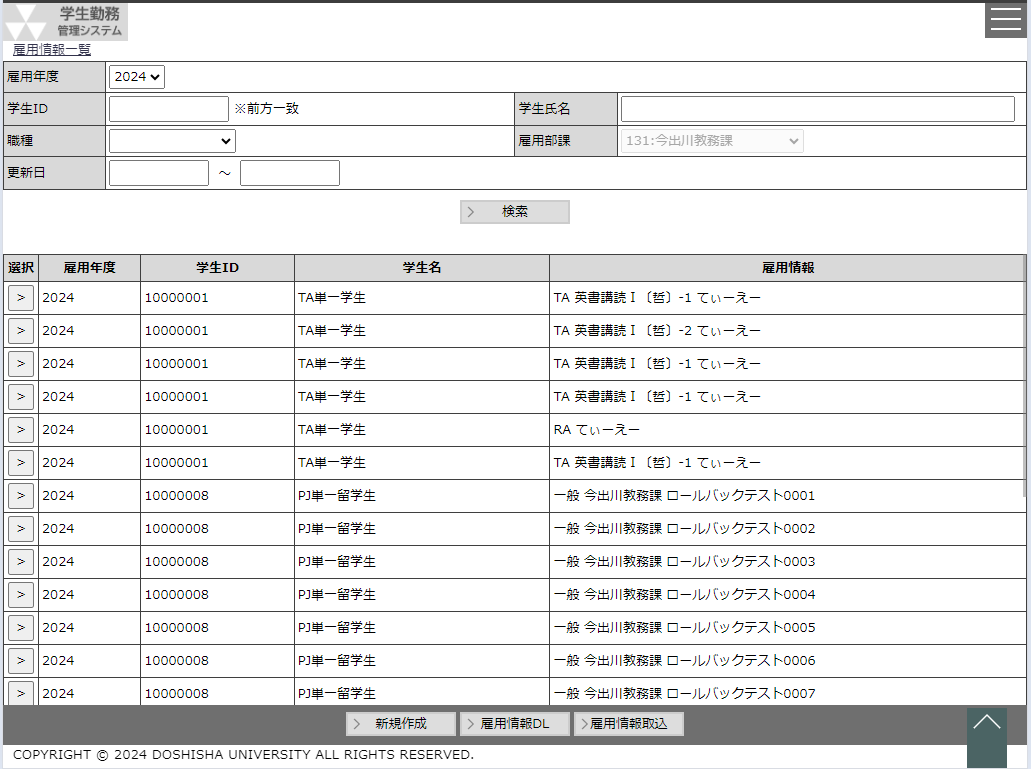 学生勤務
管理システム
雇用情報一覧
雇用年度 2024
学生ID ※前方一致 学生氏名
職種 雇用部課 131:今出川教務課
更新日 ～
検索
選択 雇用年度 学生ID 学生名 雇用情報
> 2024 10000001 TA単一学生 TA 英書講読Ⅰ〔哲〕-1 てぃーえー
> 2024 10000001 TA単一学生 TA 英書講読Ⅰ〔哲〕-2 てぃーえー
> 2024 10000001 TA単一学生 TA 英書講読Ⅰ〔哲〕-1 てぃーえー
> 2024 10000001 TA単一学生 TA 英書講読Ⅰ〔哲〕-1 てぃーえー
> 2024 10000001 TA単一学生 RA てぃーえー
> 2024 10000001 TA単一学生 TA 英書講読Ⅰ〔哲〕-1 てぃーえー
> 2024 10000008 PJ単一留学生 一般 今出川教務課 ロールバックテスト0001
> 2024 10000008 PJ単一留学生 一般 今出川教務課 ロールバックテスト0002
> 2024 10000008 PJ単一留学生 一般 今出川教務課 ロールバックテスト0003
> 2024 10000008 PJ単一留学生 一般 今出川教務課 ロールバックテスト0004
> 2024 10000008 PJ単一留学生 一般 今出川教務課 ロールバックテスト0005
> 2024 10000008 PJ単一留学生 一般 今出川教務課 ロールバックテスト0006
> 2024 10000008 PJ単一留学生 一般 今出川教務課 ロールバックテスト0007
新規作成 雇用情報DL 雇用情報取込
COPYRIGHT © 2024 DOSHISHA UNIVERSITY ALL RIGHTS RESERVED.